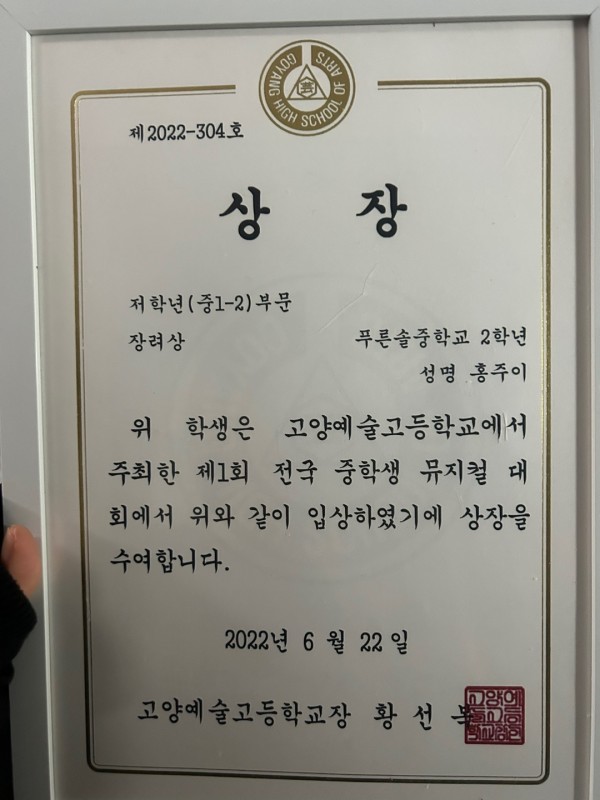 GOYANG HIGH SCHOOL OF ARTS
제2022-304호
상 장
저학년(중1-2)부문
장려상 푸른솔중학교 2학년
성명 홍주이
위 학생은 고양예술고등학교에서
주최한 제1회 전국 중학생 뮤지컬 대
회에서 위와 같이 입상하였기에 상장을
수여합니다.
2022년 6 월 22 일
고양예술고등학교장 황 선